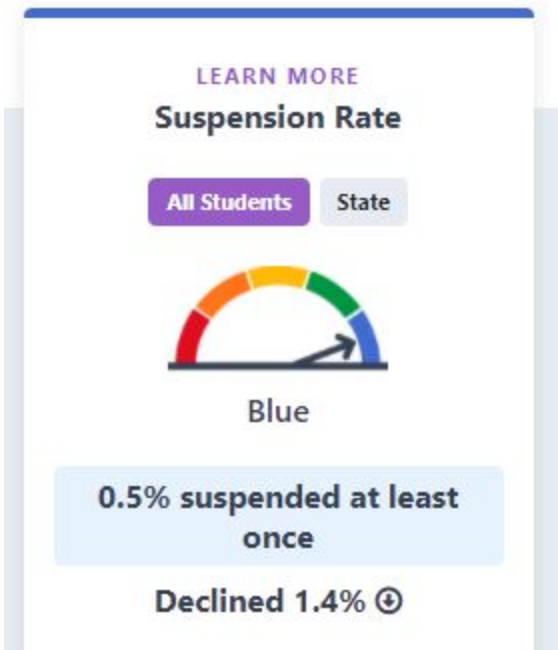 LEARN MORE
Suspension Rate
All Students State
Blue
0.5% suspended at least
once
Declined 1.4%